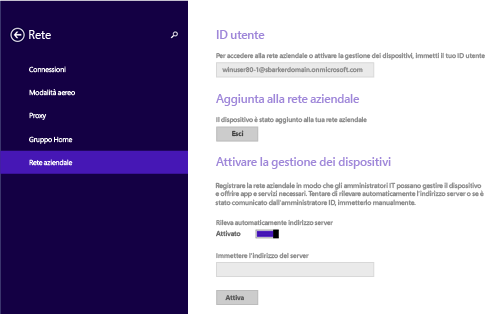 Rete
Connessioni
Modalità aereo
Proxy
Gruppo Home
Rete aziendale
ID utente
Per accedere alla rete aziendale o attivare la gestione dei dispositivi, immetti il tuo ID utente
winuser80-1@sbarkerdomain.onmicrosoft.com
Aggiunta alla rete aziendale
Il dispositivo è stato aggiunto alla tua rete aziendale
Esci
Attivare la gestione dei dispositivi
Registrare la rete aziendale in modo che gli amministratori IT possano gestire il dispositivo
e offrire app e servizi necessari. Tentare di rilevare automaticamente l'indirizzo server o se è
stato comunicato dall'amministratore ID, immetterlo manualmente.
Rileva automaticamente indirizzo server
Attivato
Immettere l'indirizzo del server
Attiva